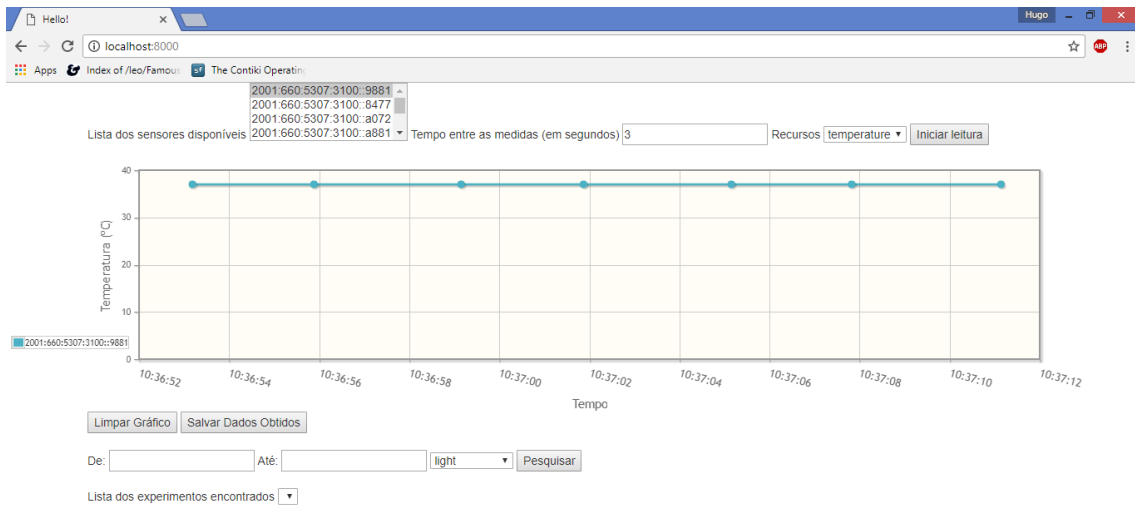 Hello!
Hugo
localhost:8000
ABP
Apps
Index of /leo/Famous
sf
The Contiki Operating
2001:660:5307:3100::9881
2001:660:5307:3100::8477
2001:660:5307:3100::a072
2001:660:5307:3100::a881
Lista dos sensores disponíveis
Tempo entre as medidas (em segundos) 3
Recursos temperature Iniciar leitura
40
30
20
10
0
Temperatura (ºC)
2001:660:5307:3100::9881
10:36:52 10:36:54 10:36:56 10:36:58 10:37:00 10:37:02 10:37:04 10:37:06 10:37:08 10:37:10 10:37:12
Tempo
Limpar Gráfico Salvar Dados Obtidos
De: Até: light Pesquisar
Lista dos experimentos encontrados